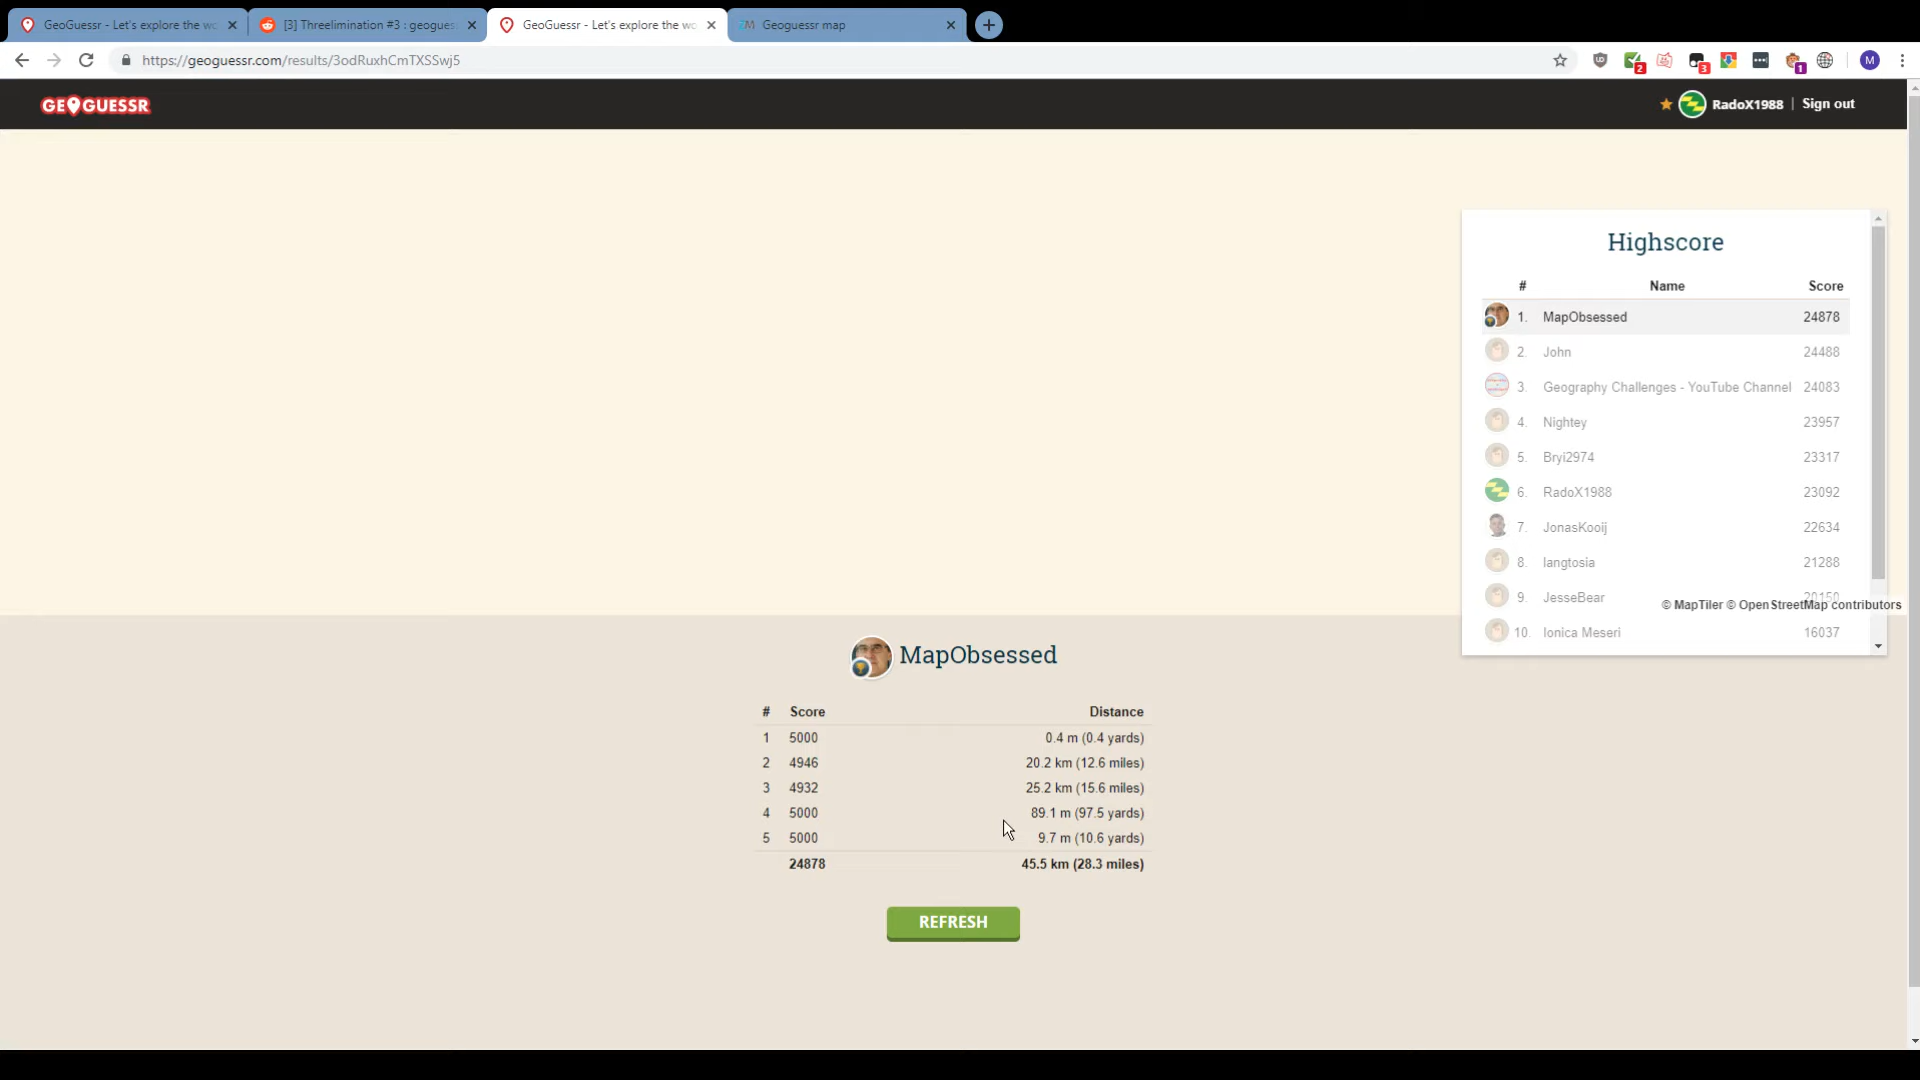 GeoGuessr - Let's explore the wo
[3] Threelimination #3 : geogues
GeoGuessr - Let's explore the wo
Geoguessr map
https://geoguessr.com/results/3odRuxhCmTXSSwj5
2
3
1
M
GEOGUESSR
RadoX1988 | Sign out
Highscore
# Name Score
1. MapObsessed 24878
2. John 24488
3. Geography Challenges - YouTube Channel 24083
4. Nightey 23957
5. Bryi2974 23317
6. RadoX1988 23092
7. JonasKooij 22634
8. langtosia 21288
9. JesseBear 20150
© MapTiler © OpenStreetMap contributors
10. Ionica Meseri 16037
MapObsessed
# Score Distance
1 5000 0.4 m (0.4 yards)
2 4946 20.2 km (12.6 miles)
3 4932 25.2 km (15.6 miles)
4 5000 89.1 m (97.5 yards)
5 5000 9.7 m (10.6 yards)
24878 45.5 km (28.3 miles)
REFRESH